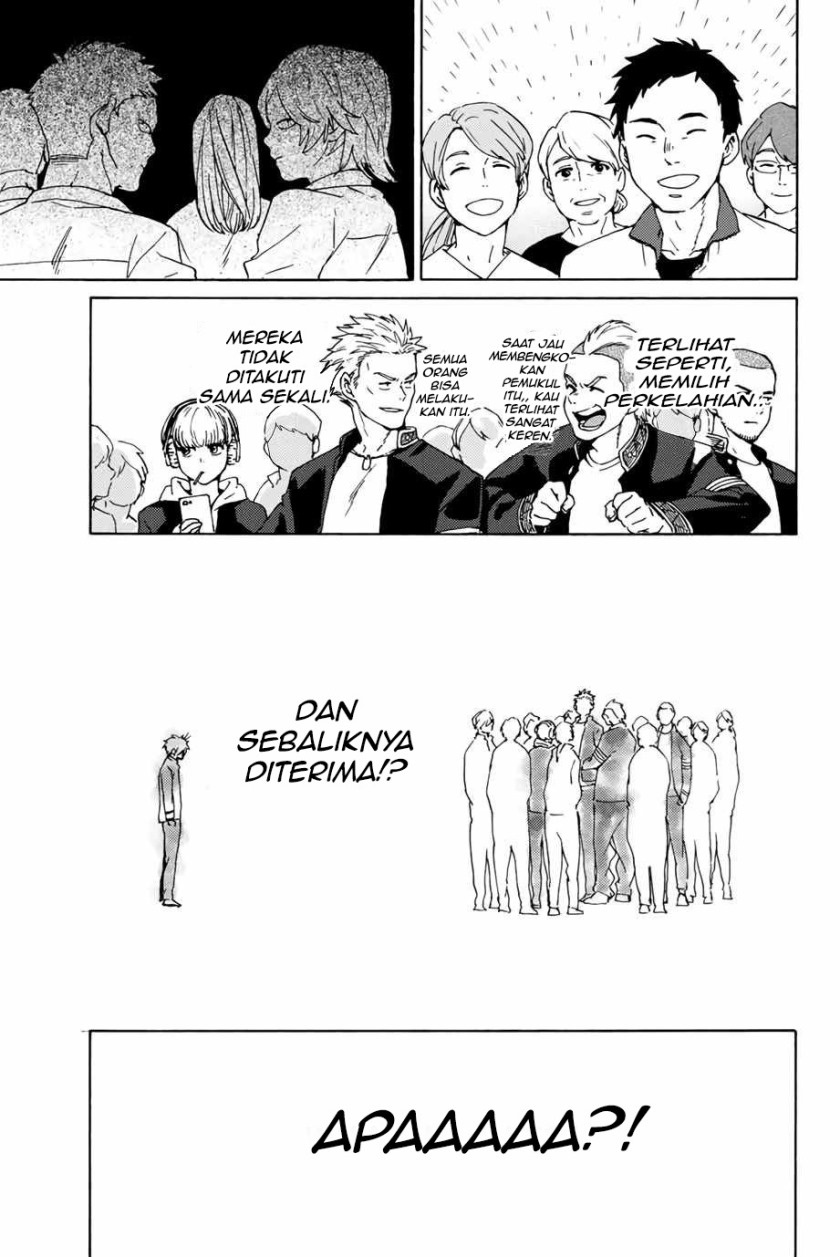 TERLIHAT
SEPERTI,
MEMILIH
PERKELAHIAN..
SAAT JAU
MEMBENGKO-
KAN
PEMUKUL
ITU,, KAU
TERLIHAT
SANGAT
KEREN.
SEMUA
ORANG
BISA
MELAKU-
KAN ITU.
MEREKA
TIDAK
DITAKUTI
SAMA SEKALI.
DAN
SEBALIKNYA
DITERIMA!?
APAAAAA?!